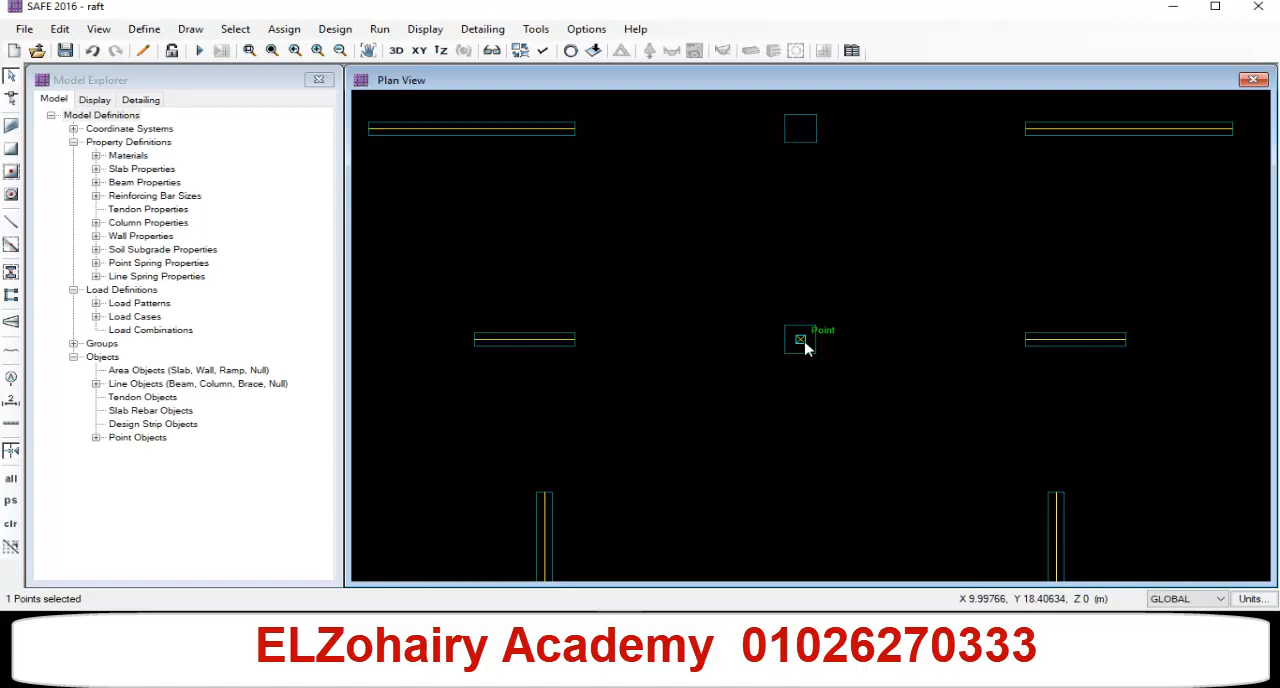 SAFE 2016 - raft
File Edit View Define Draw Select Assign Design Run Display Detailing Tools Options Help
3D XY
Model Explorer
Model Display Detailing
Model Definitions
Coordinate Systems
Property Definitions
Materials
Slab Properties
Beam Properties
Reinforcing Bar Sizes
Tendon Properties
Column Properties
Wall Properties
Soil Subgrade Properties
Point Spring Properties
Line Spring Properties
Load Definitions
Load Patterns
Load Cases
Load Combinations
Groups
Objects
Area Objects (Slab, Wall, Ramp, Null)
Line Objects (Beam, Column, Brace, Null)
Tendon Objects
Slab Rebar Objects
Design Strip Objects
Point Objects
all
ps
clr
Plan View
Point
1 Points selected
X 9.99766, Y 18.40634, Z 0 (m)
GLOBAL
Units...
ELZohairy Academy 01026270333